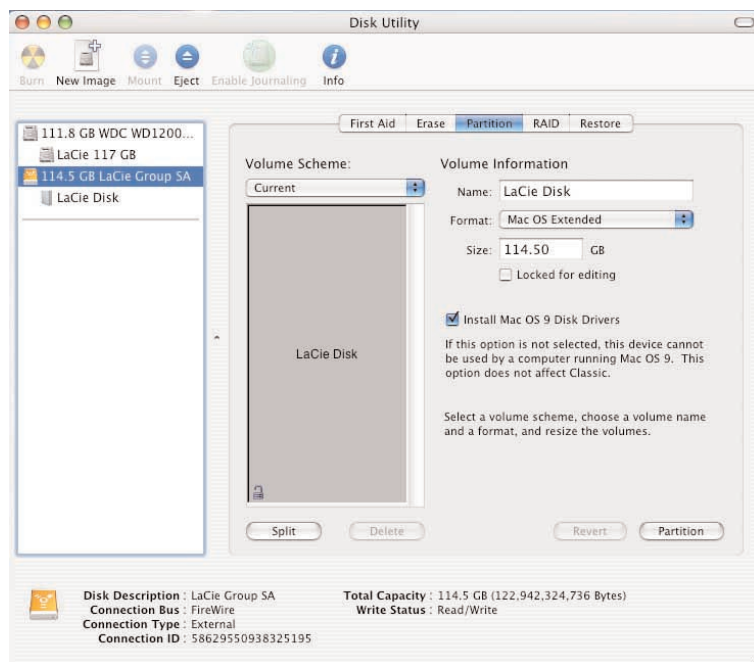 Disk Utility
Burn New Image Mount Eject Enable Journaling Info
First Aid Erase Partition RAID Restore
111.8 GB WDC WD1200...
LaCie 117 GB
114.5 GB LaCie Group SA
LaCie Disk
Volume Scheme:
Current
LaCie Disk
Split Delete
Volume Information
Name: LaCie Disk
Format: Mac OS Extended
Size: 114.50 GB
Locked for editing
Install Mac OS 9 Disk Drivers
If this option is not selected, this device cannot
be used by a computer running Mac OS 9. This
option does not affect Classic.
Select a volume scheme, choose a volume name
and a format, and resize the volumes.
Revert Partition
Disk Description : LaCie Group SA
Connection Bus : FireWire
Connection Type : External
Connection ID : 58629550938325195
Total Capacity : 114.5 GB (122,942,324,736 Bytes)
Write Status : Read/Write